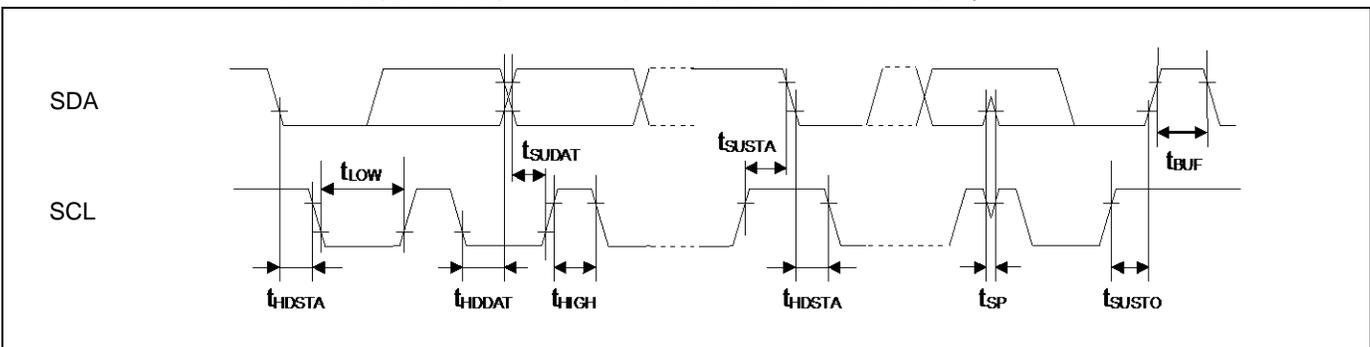 SDA
tSUDAT
tSUSTA
tBUF
tLOW
SCL
tHDSTA
tHDDAT
tHIGH
tHDSTA
tSP
tSUSTO